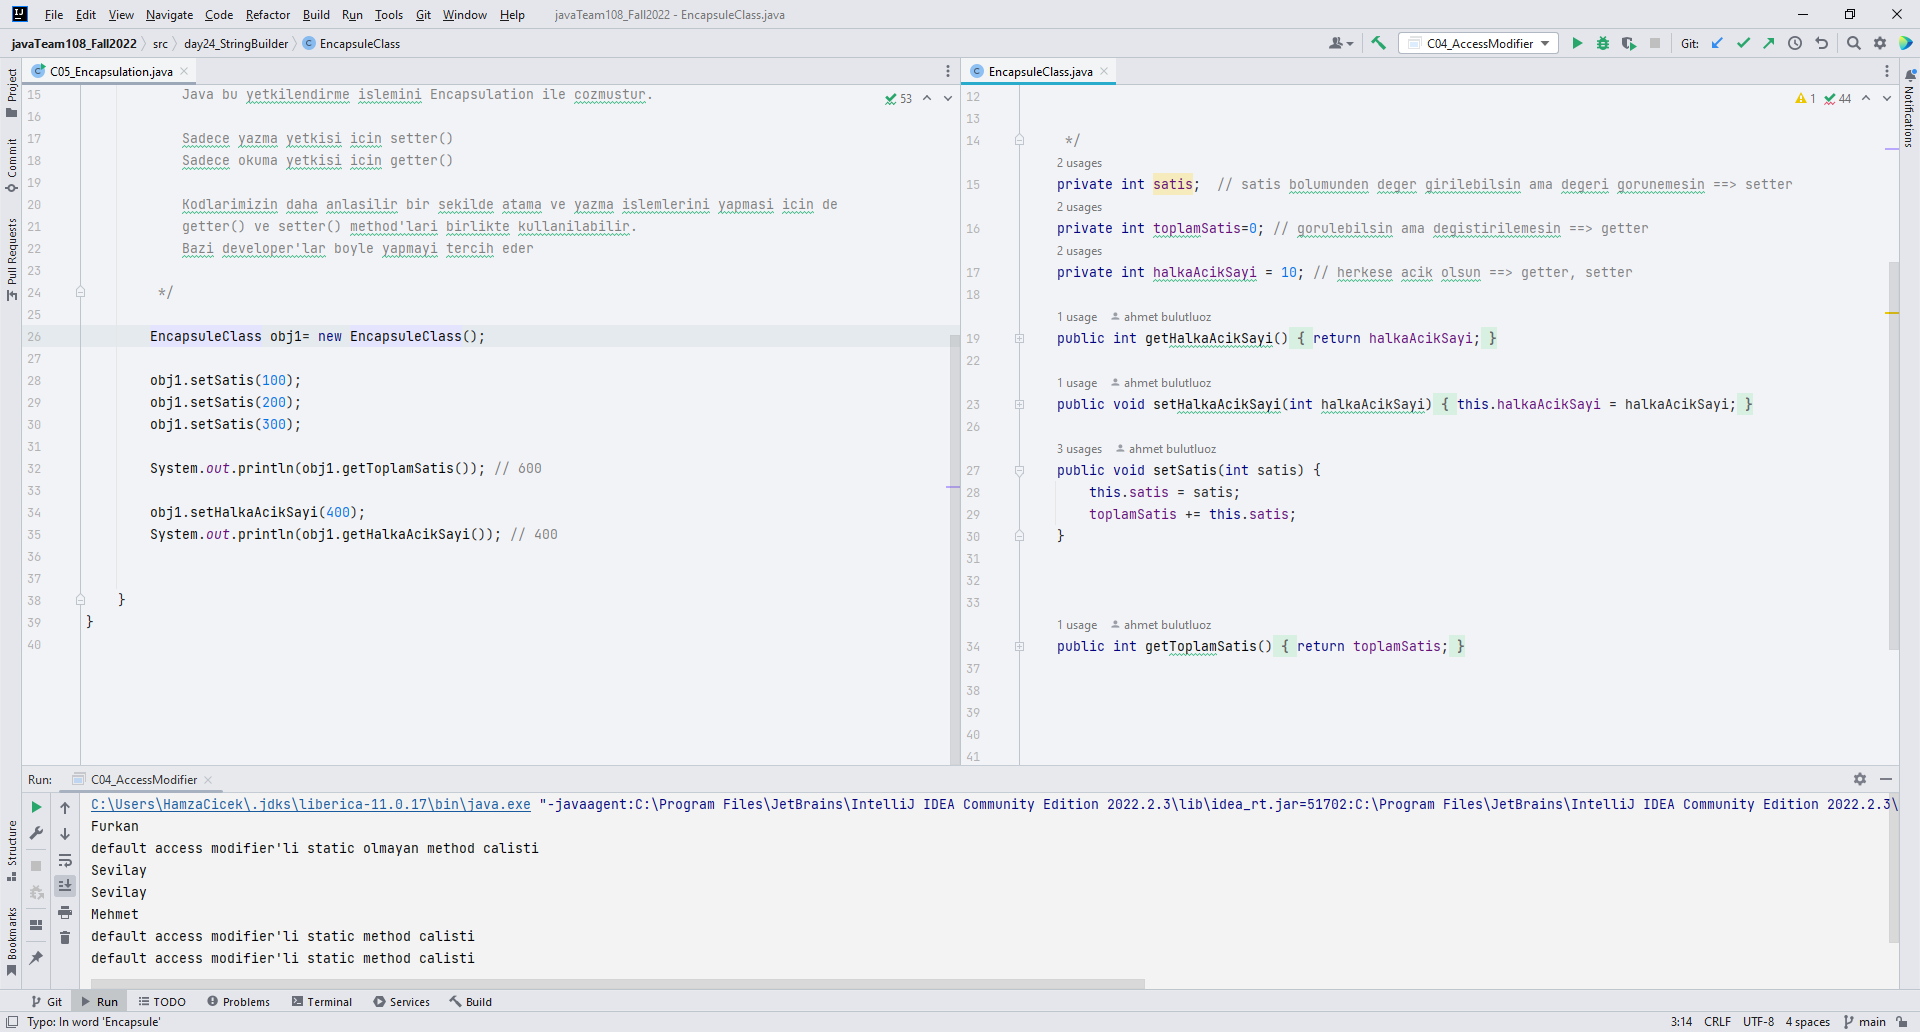 File Edit View Navigate Code Refactor Build Run Tools Git Window Help javaTeam108_Fall2022 - EncapsuleClass.java
javaTeam108_Fall2022 src day24_StringBuilder EncapsuleClass
C04_AccessModifier
Git:
Project
Commit
Pull Requests
Structure
Bookmarks
Notifications
C05_Encapsulation.java
53
15 Java bu yetkilendirme islemini Encapsulation ile cozmustur.
16
17 Sadece yazma yetkisi icin setter()
18 Sadece okuma yetkisi icin getter()
19
20 Kodlarimizin daha anlasilir bir sekilde atama ve yazma islemlerini yapmasi icin de
21 getter() ve setter() method'lari birlikte kullanilabilir.
22 Bazi developer'lar boyle yapmayi tercih eder
23
24 */
25
26 EncapsuleClass obj1= new EncapsuleClass();
27
28 obj1.setSatis(100);
29 obj1.setSatis(200);
30 obj1.setSatis(300);
31
32 System.out.println(obj1.getToplamSatis()); // 600
33
34 obj1.setHalkaAcikSayi(400);
35 System.out.println(obj1.getHalkaAcikSayi()); // 400
36
37
38 }
39 }
40
EncapsuleClass.java
1 44
12
13
14 */
2 usages
15 private int satis; // satis bolumunden deger girilebilsin ama degeri gorunemesin ==> setter
2 usages
16 private int toplamSatis=0; // gorulebilsin ama degistirilemesin ==> getter
2 usages
17 private int halkaAcikSayi = 10; // herkese acik olsun ==> getter, setter
18
1 usage ahmet bulutluoz
19 public int getHalkaAcikSayi() { return halkaAcikSayi; }
22
1 usage ahmet bulutluoz
23 public void setHalkaAcikSayi(int halkaAcikSayi) { this.halkaAcikSayi = halkaAcikSayi; }
26
3 usages ahmet bulutluoz
27 public void setSatis(int satis) {
28 this.satis = satis;
29 toplamSatis += this.satis;
30 }
31
32
33
1 usage ahmet bulutluoz
34 public int getToplamSatis() { return toplamSatis; }
37
38
39
40
41
Run: C04_AccessModifier
C:\Users\HamzaCicek\.jdks\liberica-11.0.17\bin\java.exe "-javaagent:C:\Program Files\JetBrains\IntelliJ IDEA Community Edition 2022.2.3\lib\idea_rt.jar=51702:C:\Program Files\JetBrains\IntelliJ IDEA Community Edition 2022.2.3\
Furkan
default access modifier'li static olmayan method calisti
Sevilay
Sevilay
Mehmet
default access modifier'li static method calisti
default access modifier'li static method calisti
Git Run TODO Problems Terminal Services Build
Typo: In word 'Encapsule' 3:14 CRLF UTF-8 4 spaces main